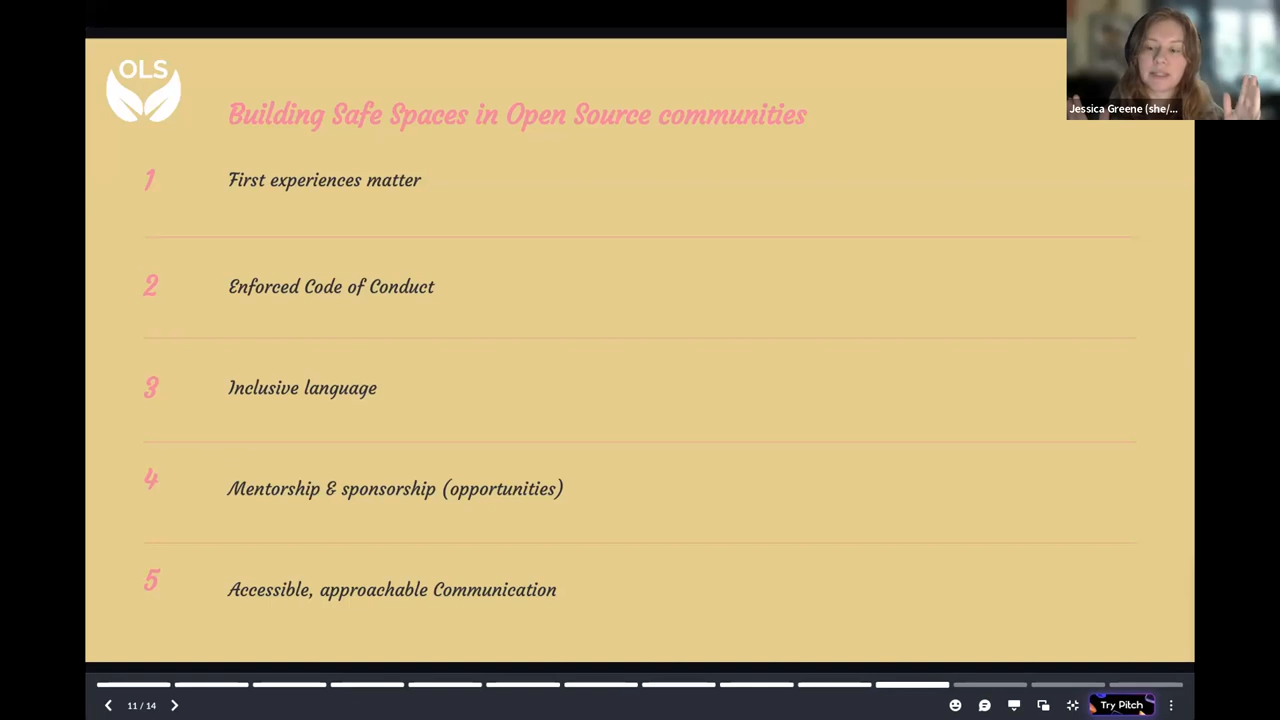 OLS
Building Safe Spaces in Open Source communities
Jessica Greene (she/...
1
First experiences matter
2
Enforced Code of Conduct
3
Inclusive language
4
Mentorship & sponsorship (opportunities)
5
Accessible, approachable Communication
11 / 14
Try Pitch